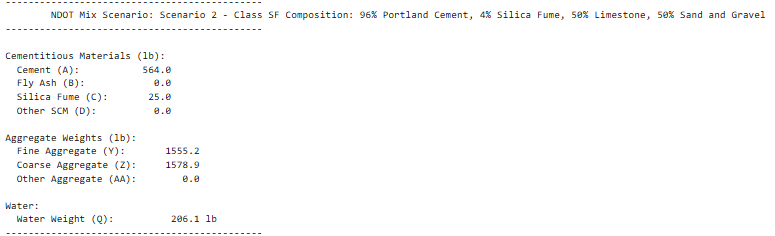 --------------------------------------------
NDOT Mix Scenario: Scenario 2 - Class SF Composition: 96% Portland Cement, 4% Silica Fume, 50% Limestone, 50% Sand and Gravel
--------------------------------------------
Cementitious Materials (lb):
Cement (A): 564.0
Fly Ash (B): 0.0
Silica Fume (C): 25.0
Other SCM (D): 0.0
Aggregate Weights (lb):
Fine Aggregate (Y): 1555.2
Coarse Aggregate (Z): 1578.9
Other Aggregate (AA): 0.0
Water:
Water Weight (Q): 206.1 lb
--------------------------------------------